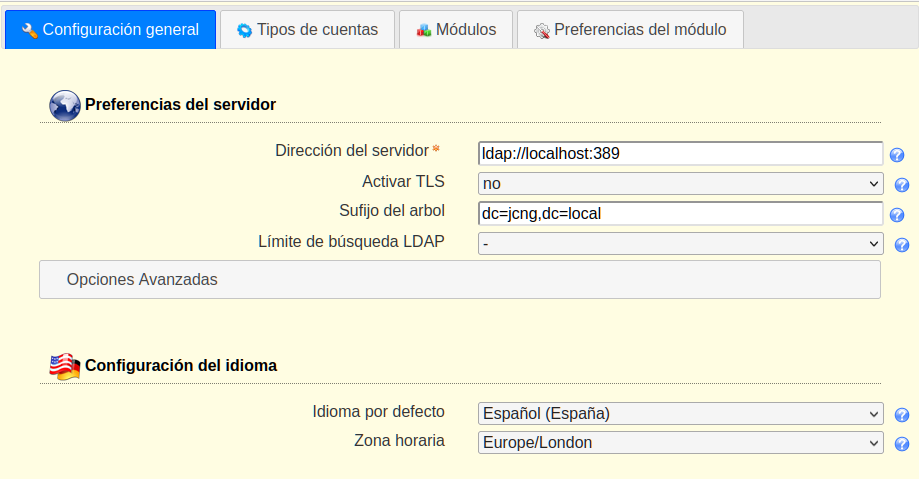 Configuración general
Tipos de cuentas
Módulos
Preferencias del módulo
Preferencias del servidor
Dirección del servidor* ldap://localhost:389
Activar TLS no
Sufijo del arbol dc=jcng,dc=local
Límite de búsqueda LDAP -
Opciones Avanzadas
Configuración del idioma
Idioma por defecto Español (España)
Zona horaria Europe/London